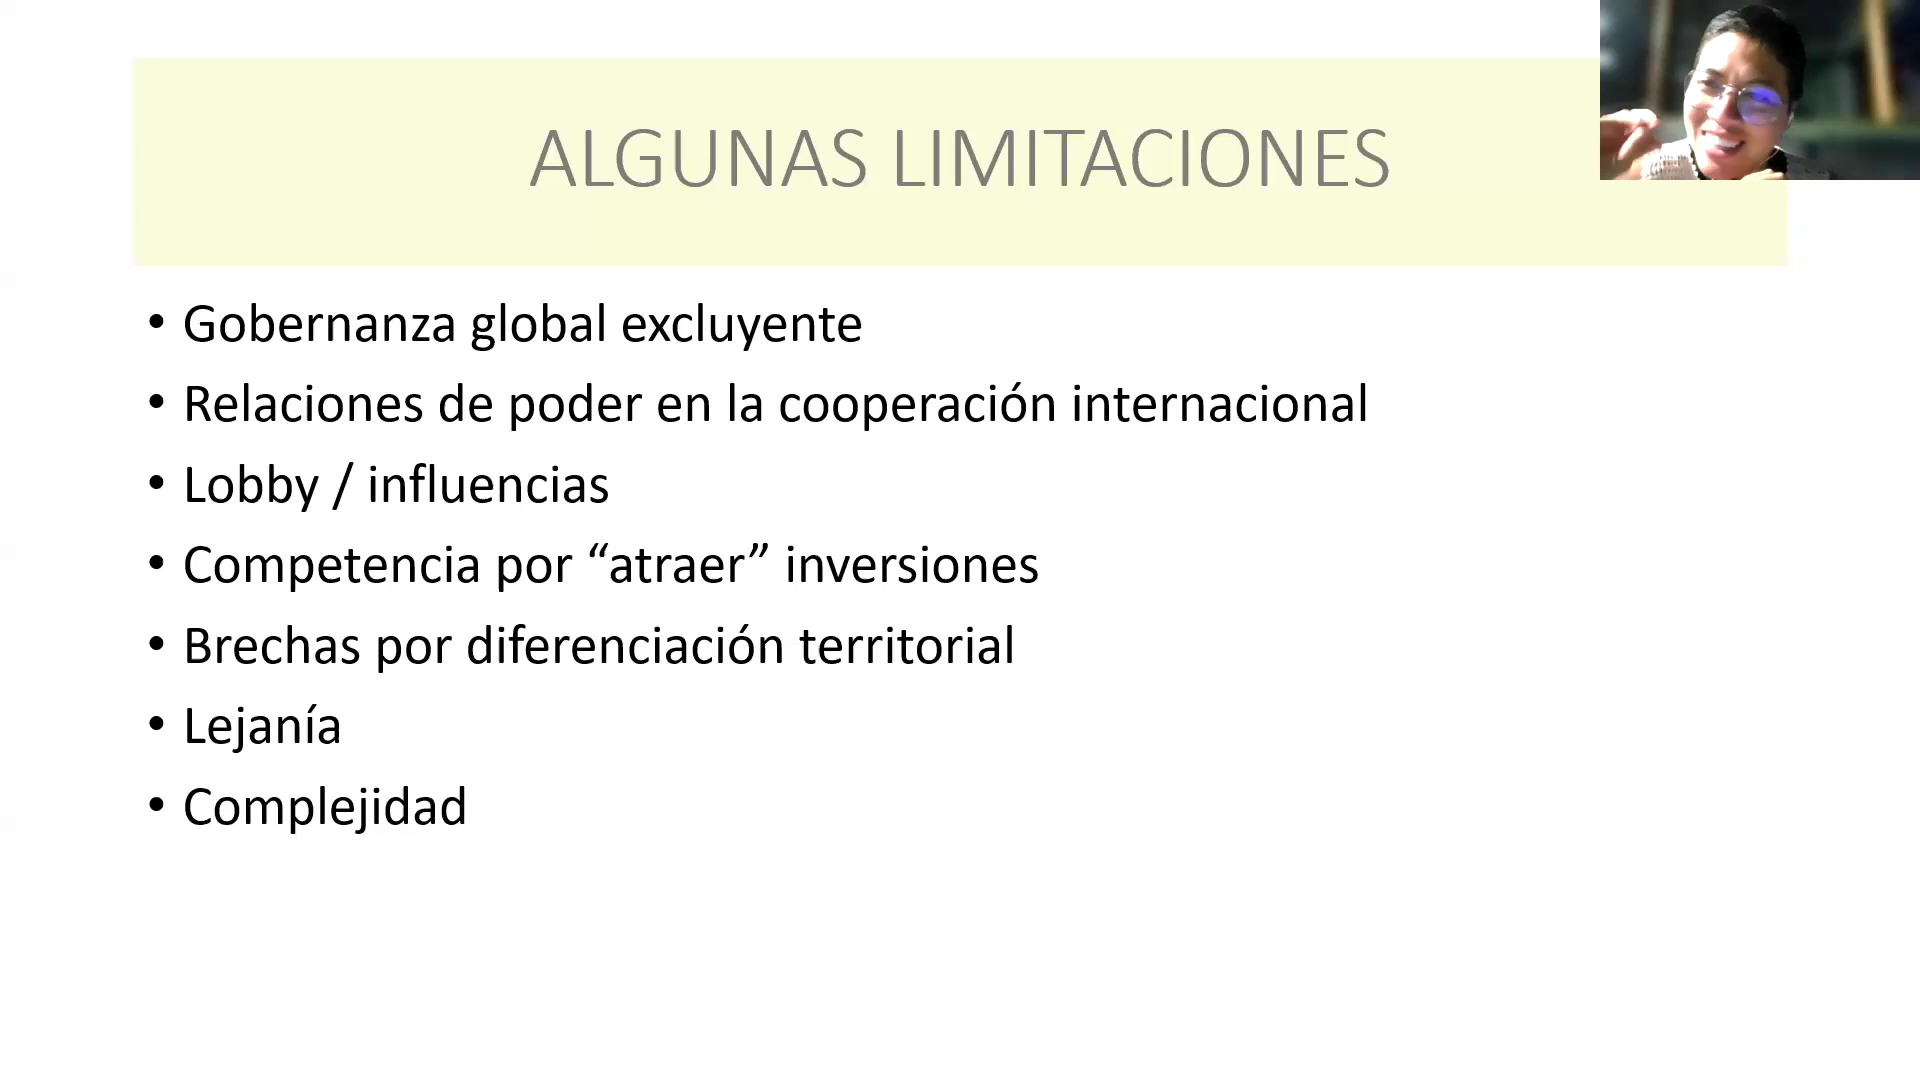 ALGUNAS LIMITACIONES
• Gobernanza global excluyente
• Relaciones de poder en la cooperación internacional
• Lobby / influencias
• Competencia por “atraer” inversiones
• Brechas por diferenciación territorial
• Lejanía
• Complejidad